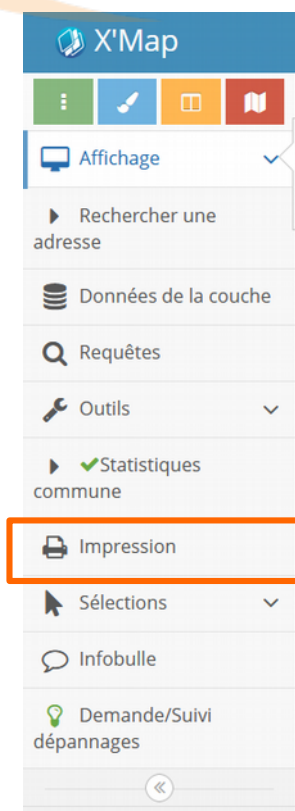 X'Map
Affichage
Rechercher une
adresse
Données de la couche
Requêtes
Outils
Statistiques
commune
Impression
Sélections
Infobulle
Demande/Suivi
dépannages